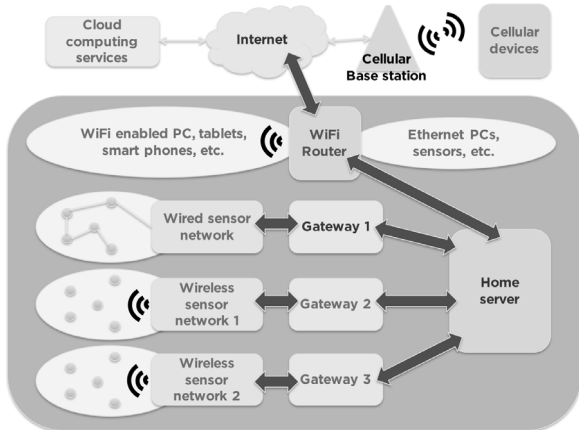 Cloud
computing
services
Internet
Cellular
Base station
Cellular
devices
WiFi enabled PC, tablets,
smart phones, etc.
WiFi
Router
Ethernet PCs,
sensors, etc.
Wired sensor
network
Gateway 1
Home
server
Wireless
sensor
network 1
Gateway 2
Wireless
sensor
network 2
Gateway 3